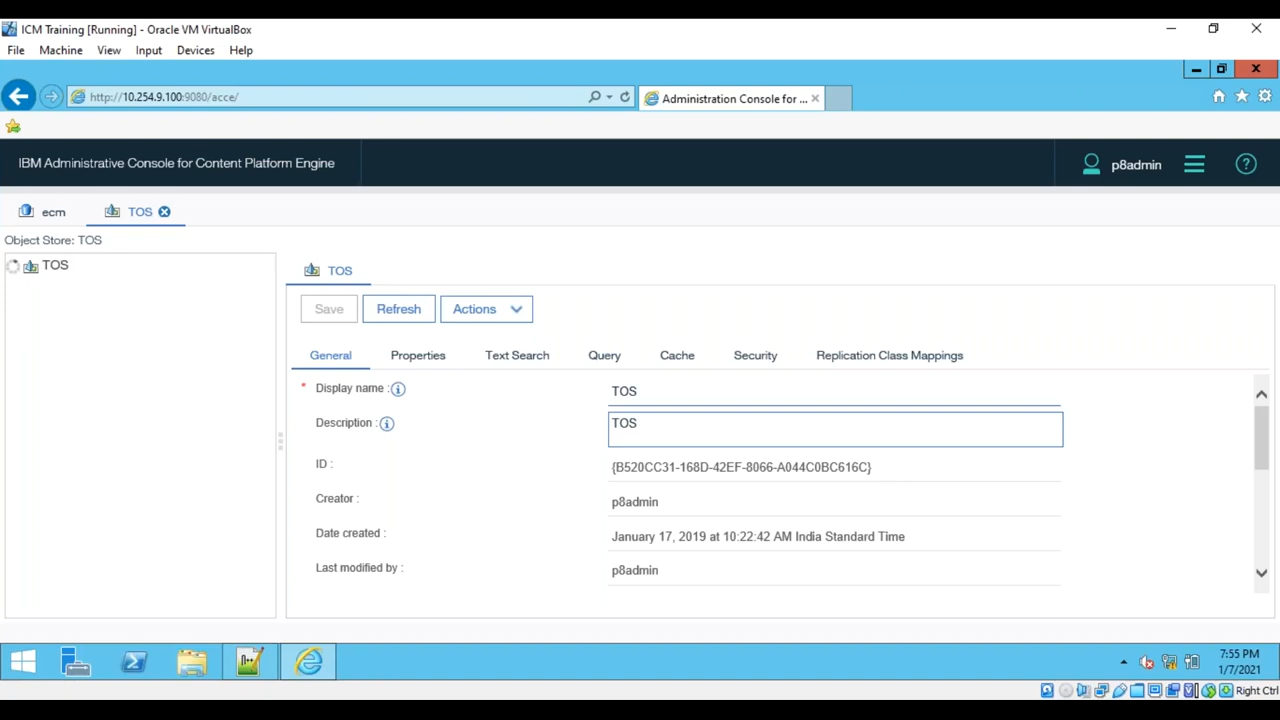 ICM Training [Running] - Oracle VM VirtualBox
File Machine View Input Devices Help
http://10.254.9.100:9080/acce/
Administration Console for ...
IBM Administrative Console for Content Platform Engine
p8admin
ecm
TOS
Object Store: TOS
TOS
TOS
Save Refresh Actions
General Properties Text Search Query Cache Security Replication Class Mappings
* Display name : TOS
Description : TOS
ID : {B520CC31-168D-42EF-8066-A044C0BC616C}
Creator : p8admin
Date created : January 17, 2019 at 10:22:42 AM India Standard Time
Last modified by : p8admin
7:55 PM
1/7/2021
Right Ctrl